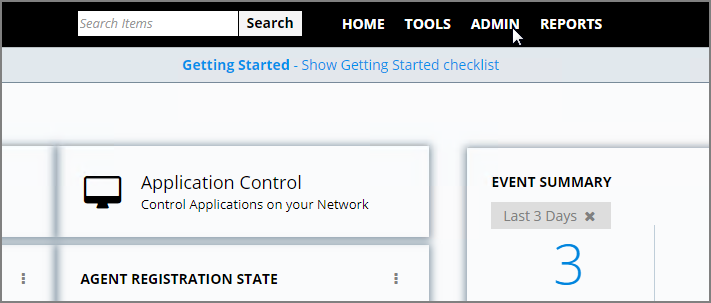 Search Items Search HOME TOOLS ADMIN REPORTS
Getting Started - Show Getting Started checklist
Application Control
Control Applications on your Network
AGENT REGISTRATION STATE
EVENT SUMMARY
Last 3 Days ✖
3